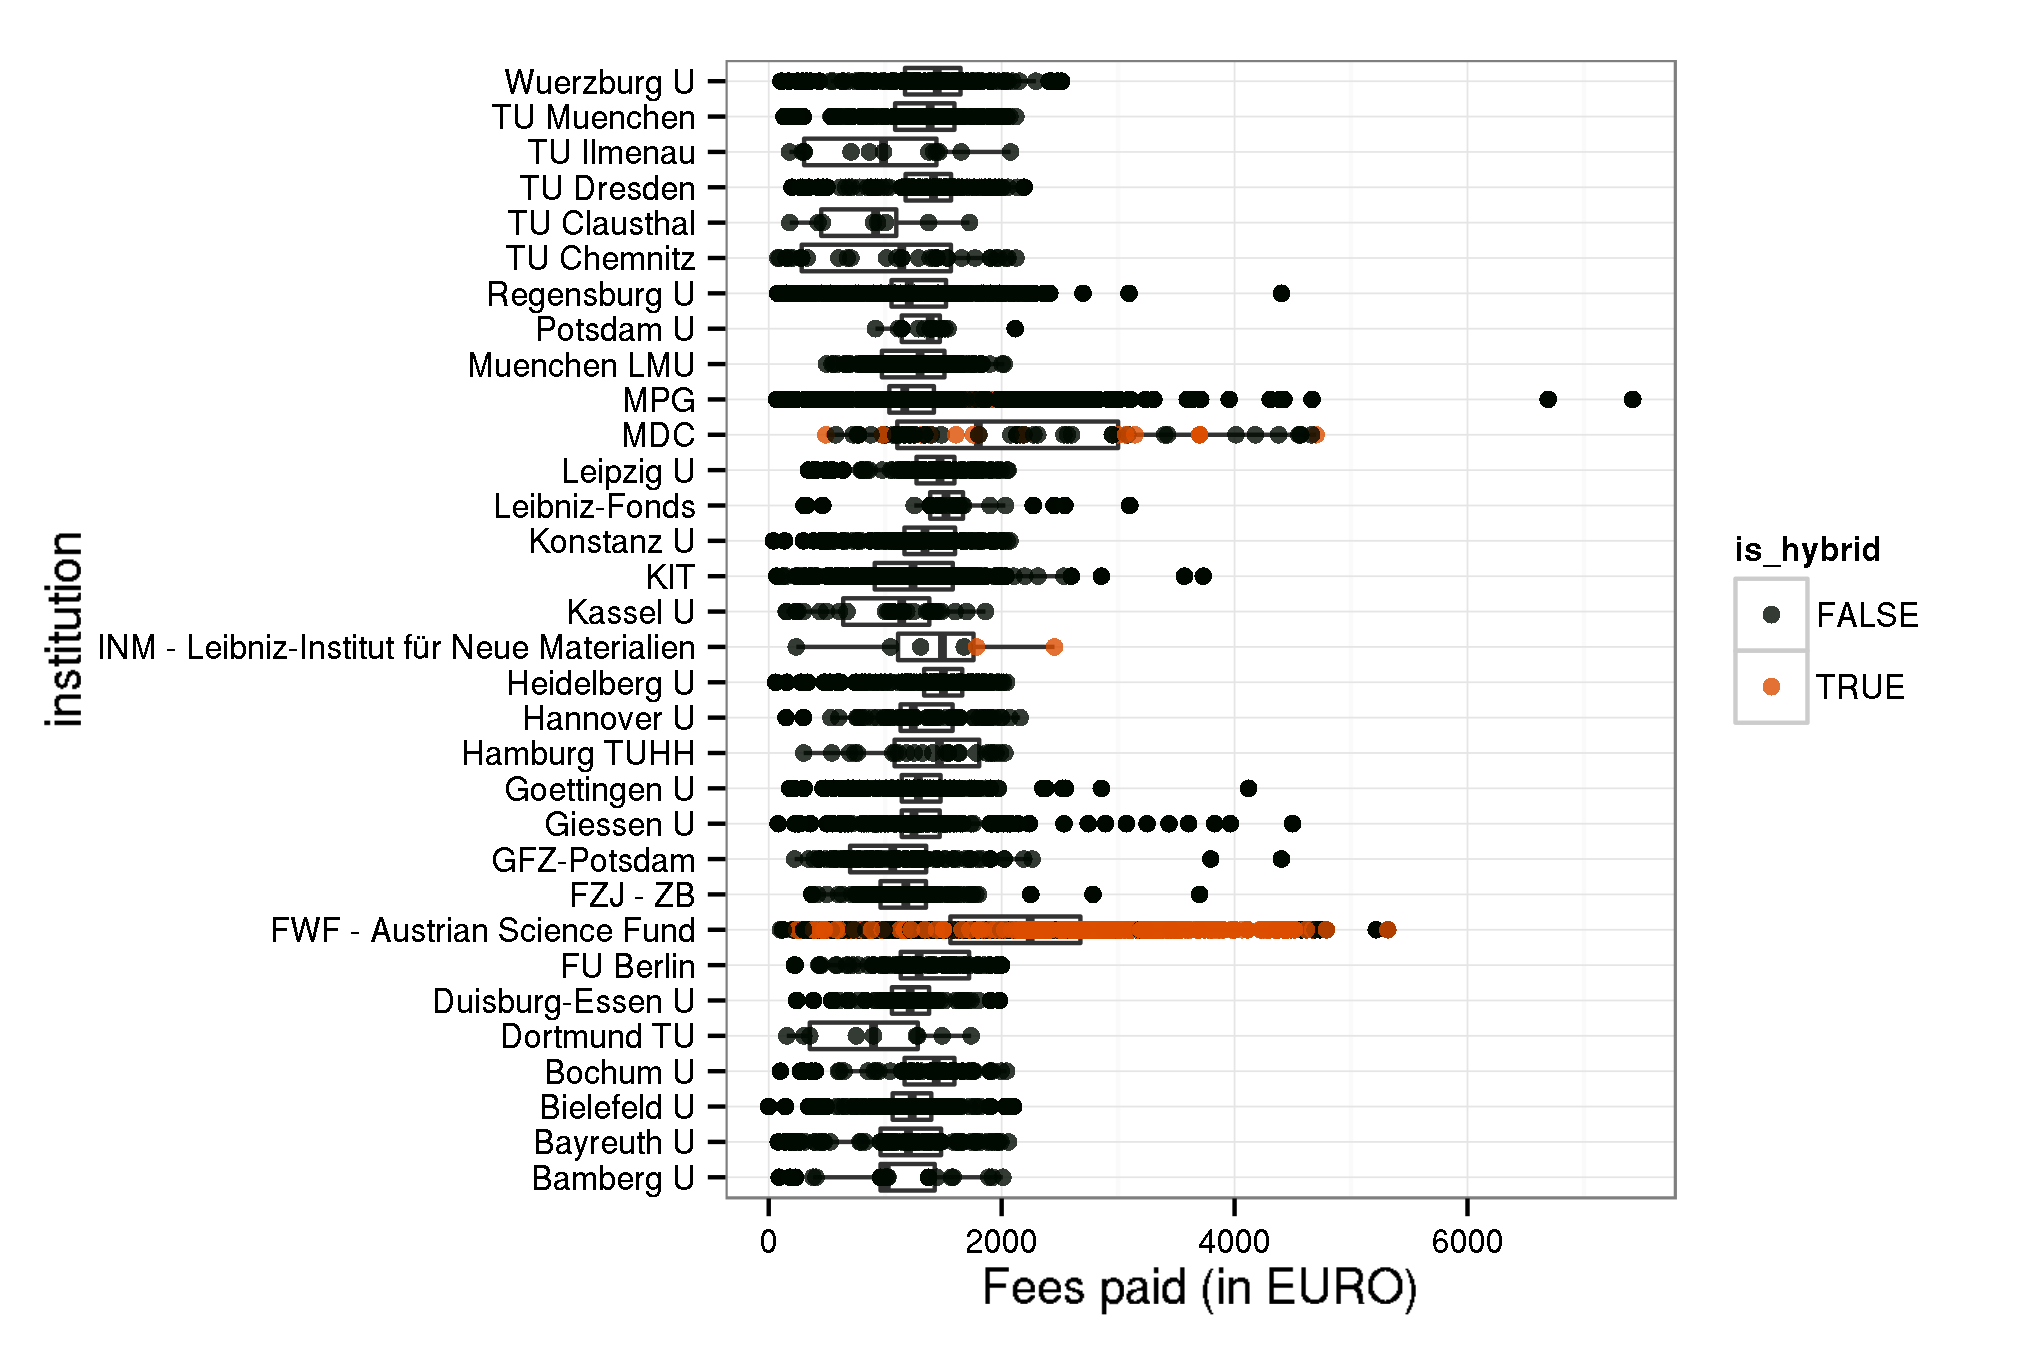 Wuerzburg U
TU Muenchen
TU Ilmenau
TU Dresden
TU Clausthal
TU Chemnitz
Regensburg U
Potsdam U
Muenchen LMU
MPG
MDC
Leipzig U
Leibniz-Fonds
Konstanz U
KIT
Kassel U
INM - Leibniz-Institut für Neue Materialien
Heidelberg U
Hannover U
Hamburg TUHH
Goettingen U
Giessen U
GFZ-Potsdam
FZJ - ZB
FWF - Austrian Science Fund
FU Berlin
Duisburg-Essen U
Dortmund TU
Bochum U
Bielefeld U
Bayreuth U
Bamberg U
institution
0 2000 4000 6000
Fees paid (in EURO)
is_hybrid
FALSE
TRUE